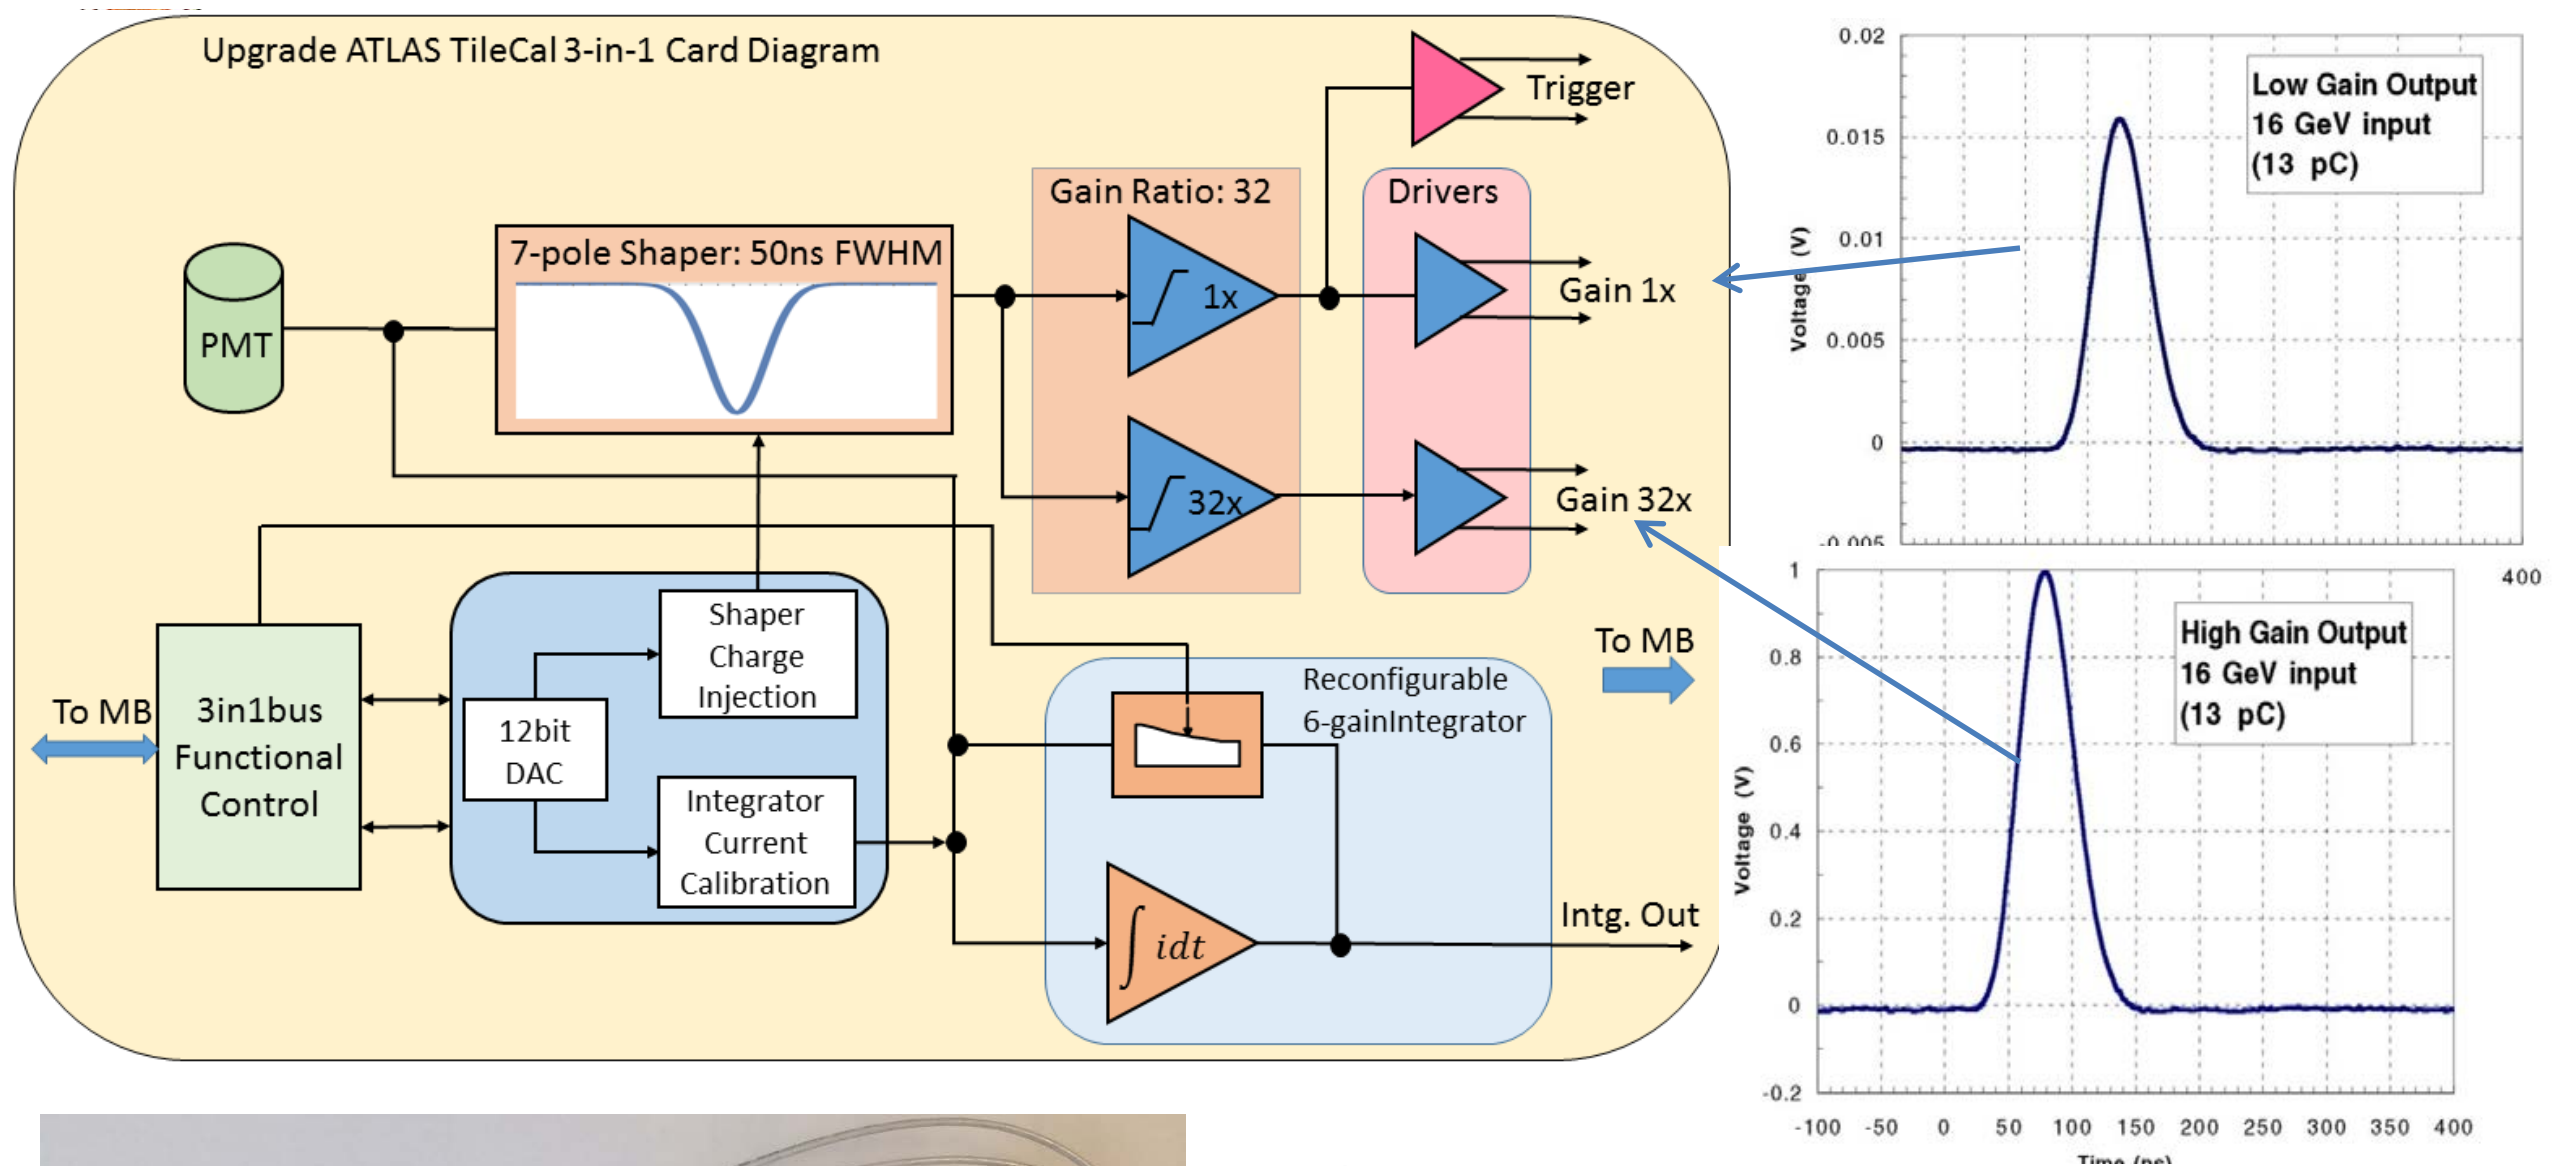 Upgrade ATLAS TileCal 3-in-1 Card Diagram
Trigger
Gain Ratio: 32
Drivers
7-pole Shaper: 50ns FWHM
PMT
1x
Gain 1x
32x
Gain 32x
Shaper
Charge
Injection
12bit
DAC
Integrator
Current
Calibration
To MB
3in1bus
Functional
Control
To MB
Reconfigurable
6-gainIntegrator
∫ idt
Intg. Out
Low Gain Output
16 GeV input
(13 pC)
Voltage (V)
0.02
0.015
0.01
0.005
0
-0.005
400
High Gain Output
16 GeV input
(13 pC)
Voltage (V)
1
0.8
0.6
0.4
0.2
0
-0.2
-100 -50 0 50 100 150 200 250 300 350 400
Time (ns)